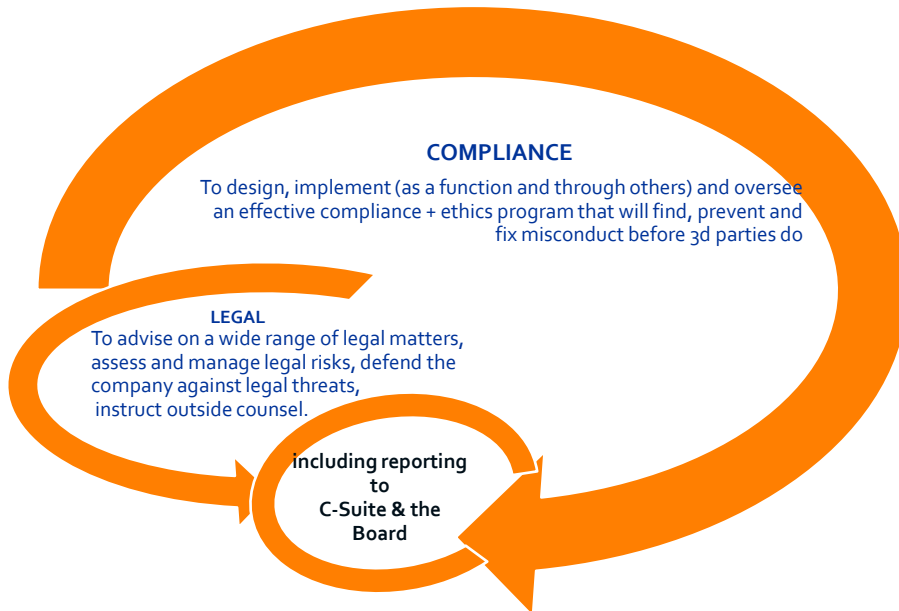 COMPLIANCE
To design, implement (as a function and through others) and oversee
an effective compliance + ethics program that will find, prevent and
fix misconduct before 3d parties do
LEGAL
To advise on a wide range of legal matters,
assess and manage legal risks, defend the
company against legal threats,
instruct outside counsel.
including reporting
to
C-Suite & the
Board